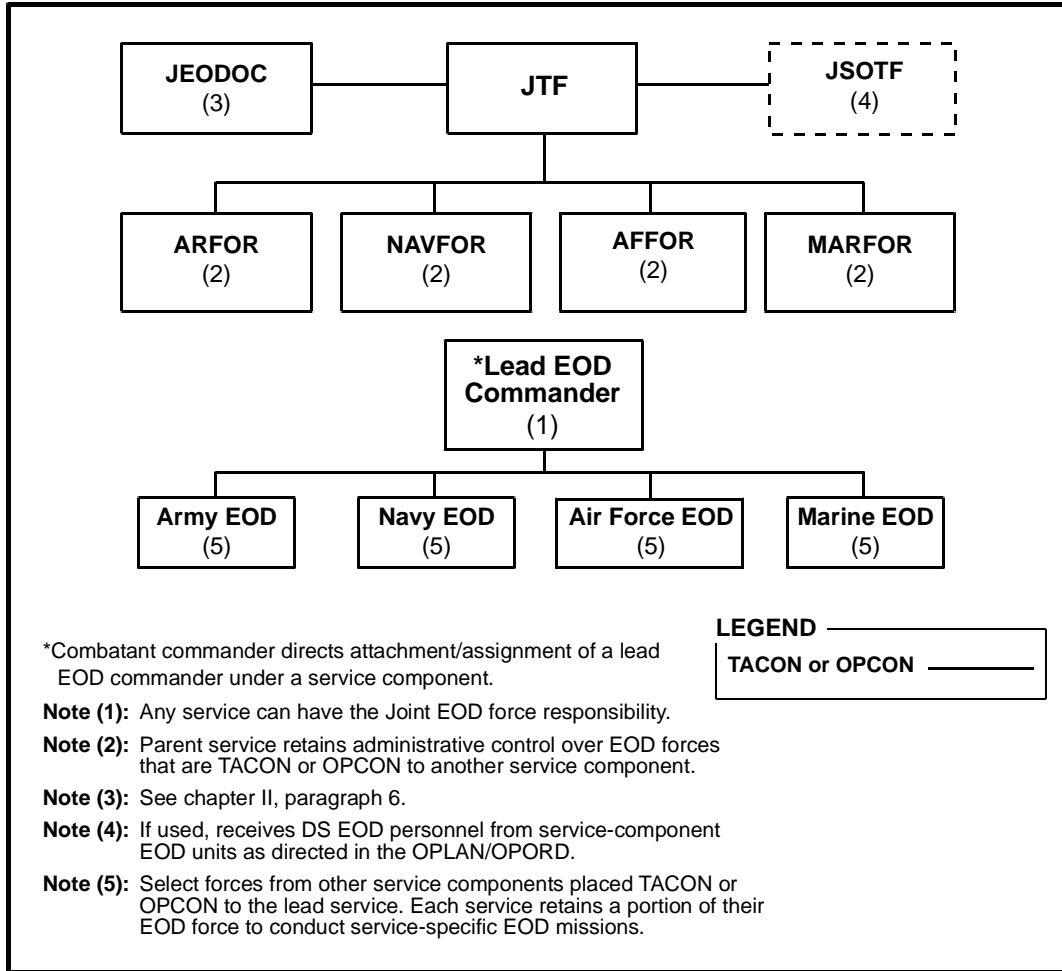 JEODOC
(3)
JTF
JSOTF
(4)
ARFOR
(2)
NAVFOR
(2)
AFFOR
(2)
MARFOR
(2)
*Lead EOD
Commander
(1)
Army EOD
(5)
Navy EOD
(5)
Air Force EOD
(5)
Marine EOD
(5)
*Combatant commander directs attachment/assignment of a lead
EOD commander under a service component.
LEGEND
TACON or OPCON
Note (1): Any service can have the Joint EOD force responsibility.
Note (2): Parent service retains administrative control over EOD forces
that are TACON or OPCON to another service component.
Note (3): See chapter II, paragraph 6.
Note (4): If used, receives DS EOD personnel from service-component
EOD units as directed in the OPLAN/OPORD.
Note (5): Select forces from other service components placed TACON or
OPCON to the lead service. Each service retains a portion of their
EOD force to conduct service-specific EOD missions.